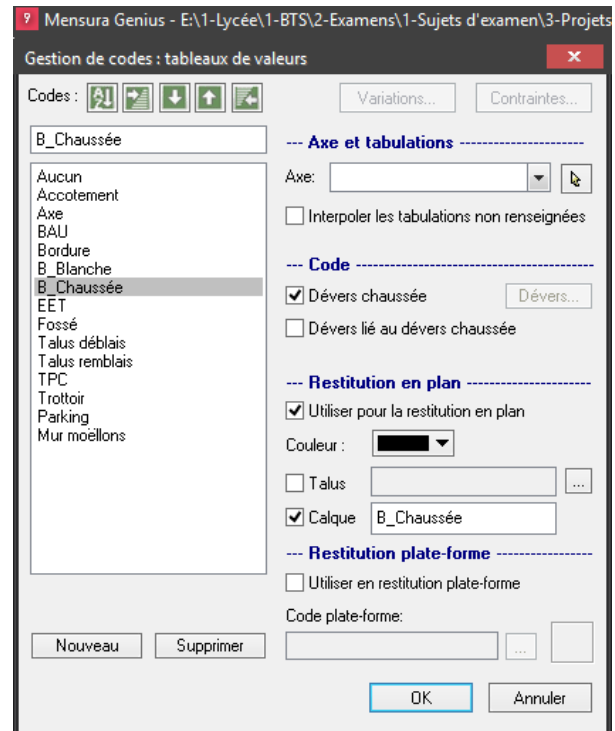 Mensura Genius - E:\1-Lycée\1-BTS\2-Examens\1-Sujets d'examen\3-Projets
Gestion de codes : tableaux de valeurs
Codes :
Variations...
Contraintes...
B_Chaussée
Aucun
Accotement
Axe
BAU
Bordure
B_Blanche
B_Chaussée
EET
Fossé
Talus déblais
Talus remblais
TPC
Trottoir
Parking
Mur moëllons
Nouveau
Supprimer
--- Axe et tabulations ---------------------
Axe:
Interpoler les tabulations non renseignées
--- Code ----------------------------------------
Dévers chaussée
Dévers...
Dévers lié au dévers chaussée
--- Restitution en plan ---------------------
Utiliser pour la restitution en plan
Couleur :
Talus
...
Calque
B_Chaussée
--- Restitution plate-forme ----------------
Utiliser en restitution plate-forme
Code plate-forme:
...
OK
Annuler